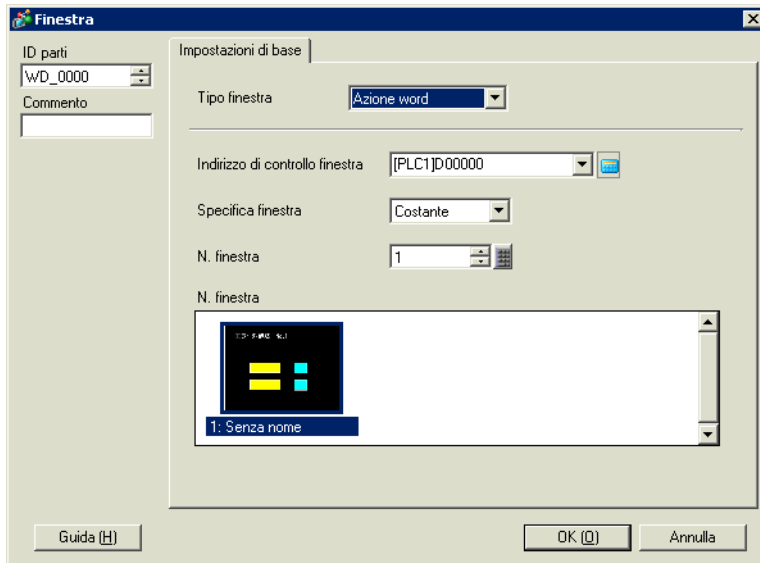 Finestra
ID parti
WD_0000
Commento
Impostazioni di base
Tipo finestra
Azione word
Indirizzo di controllo finestra
[PLC1]D00000
Specifica finestra
Costante
N. finestra
1
N. finestra
1: Senza nome
Guida (H)
OK (O)
Annulla